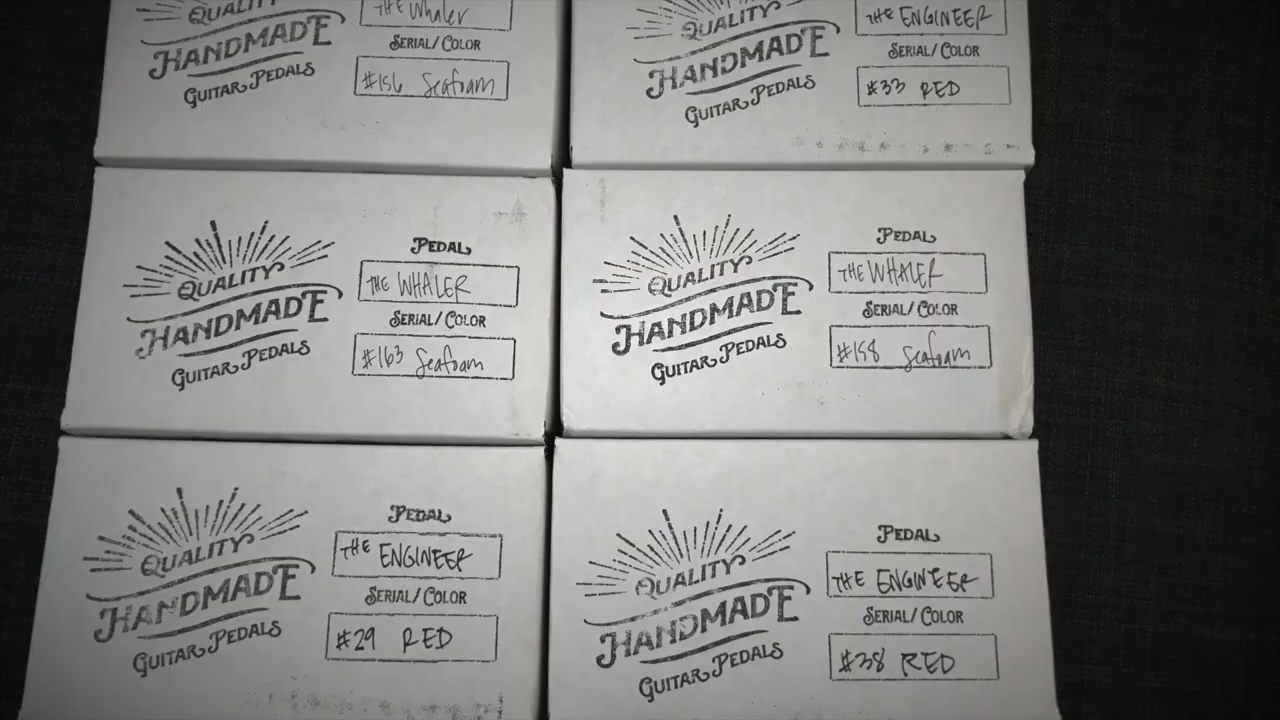 QUALITY
HANDMADE
GUITAR PEDALS
THE Whaler
SERIAL/COLOR
#156 Seafoam
QUALITY
HANDMADE
GUITAR PEDALS
THE ENGINEER
SERIAL/COLOR
#33 RED
QUALITY
HANDMADE
GUITAR PEDALS
PEDAL
THE WHALER
SERIAL/COLOR
#163 Seafoam
QUALITY
HANDMADE
GUITAR PEDALS
PEDAL
THE WHALER
SERIAL/COLOR
#158 Seafoam
QUALITY
HANDMADE
GUITAR PEDALS
PEDAL
THE ENGINEER
SERIAL/COLOR
#29 RED
QUALITY
HANDMADE
GUITAR PEDALS
PEDAL
THE ENGINEER
SERIAL/COLOR
#38 RED